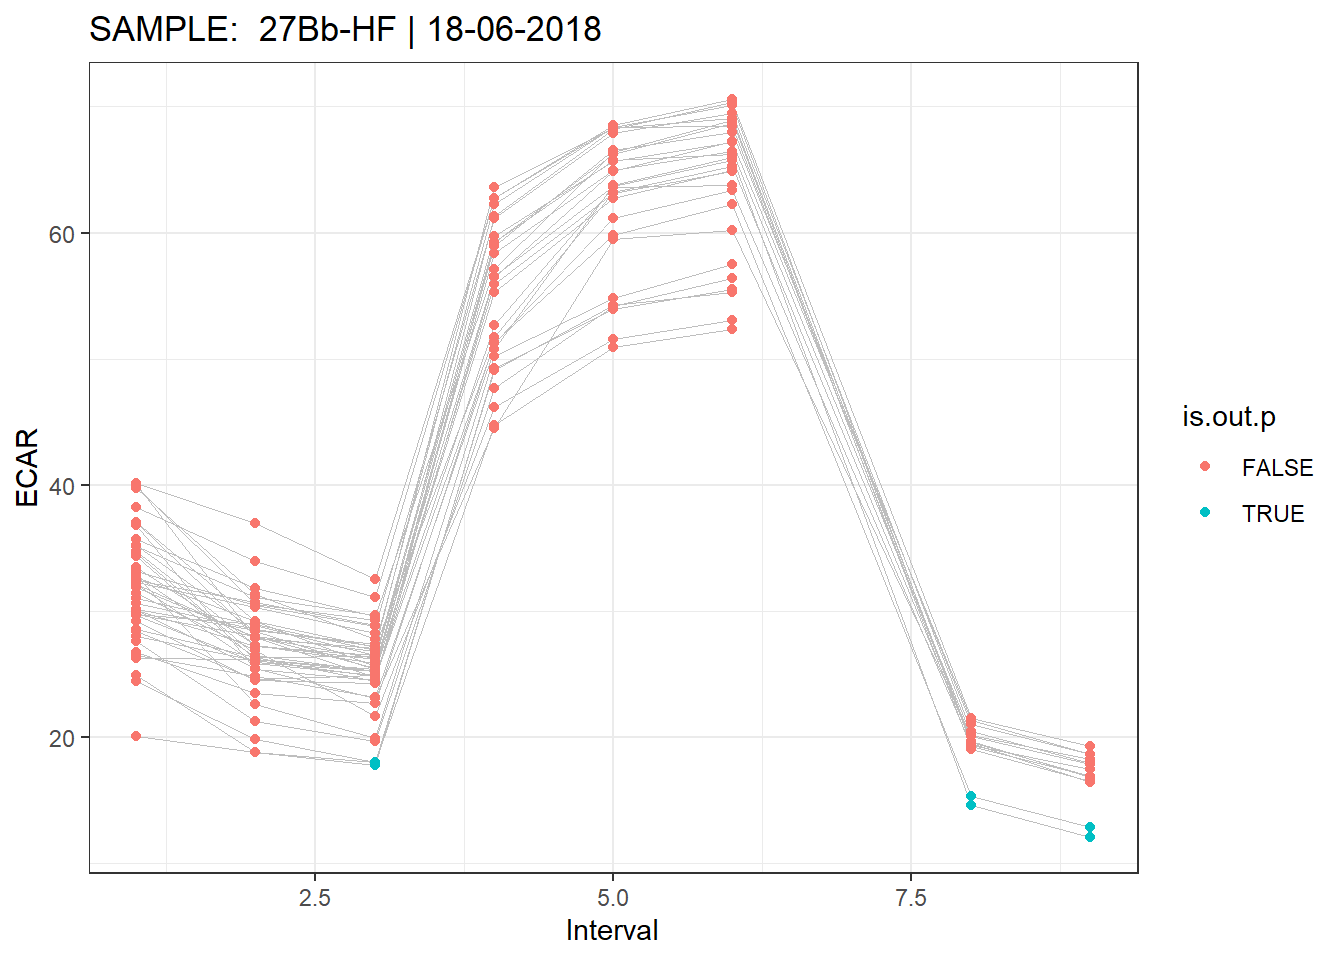 SAMPLE:  27Bb-HF | 18-06-2018
60
40
20
ECAR
2.5
5.0
7.5
Interval
is.out.p
FALSE
TRUE